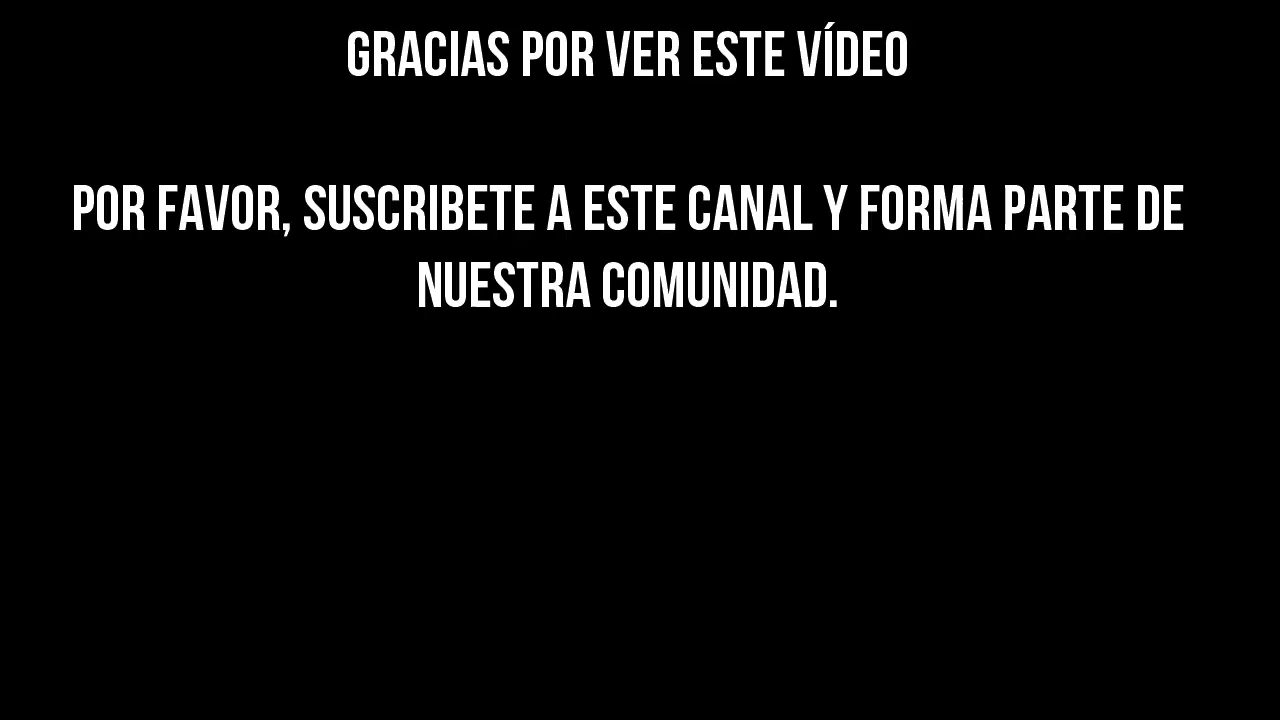 GRACIAS POR VER ESTE VÍDEO
POR FAVOR, SUSCRIBETE A ESTE CANAL Y FORMA PARTE DE
NUESTRA COMUNIDAD.